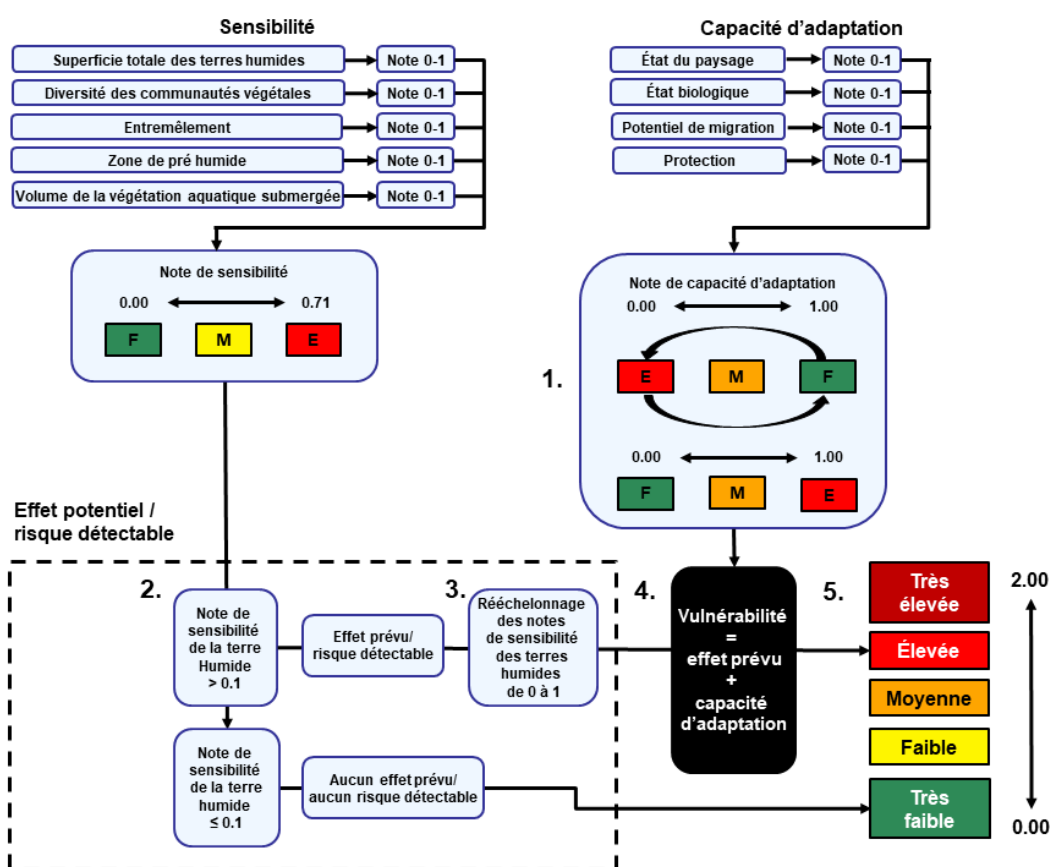 Sensibilité
Superficie totale des terres humides
Note 0-1
Diversité des communautés végétales
Note 0-1
Entremêlement
Note 0-1
Zone de pré humide
Note 0-1
Volume de la végétation aquatique submergée
Note 0-1
Note de sensibilité
0.00
0.71
F
M
E
Capacité d'adaptation
État du paysage
Note 0-1
État biologique
Note 0-1
Potentiel de migration
Note 0-1
Protection
Note 0-1
1.
Note de capacité d'adaptation
0.00
1.00
E
M
F
0.00
1.00
F
M
E
Effet potentiel /
risque détectable
2.
Note de
sensibilité
de la terre
Humide
> 0.1
Effet prévu/
risque détectable
3.
Rééchelonnage
des notes
de sensibilité
des terres
humides
de 0 à 1
Note de
sensibilité
de la terre
humide
≤ 0.1
Aucun effet prévu/
aucun risque détectable
4.
Vulnérabilité
=
effet prévu
+
capacité
d'adaptation
5.
Très
élevée
Élevée
Moyenne
Faible
Très
faible
2.00
0.00